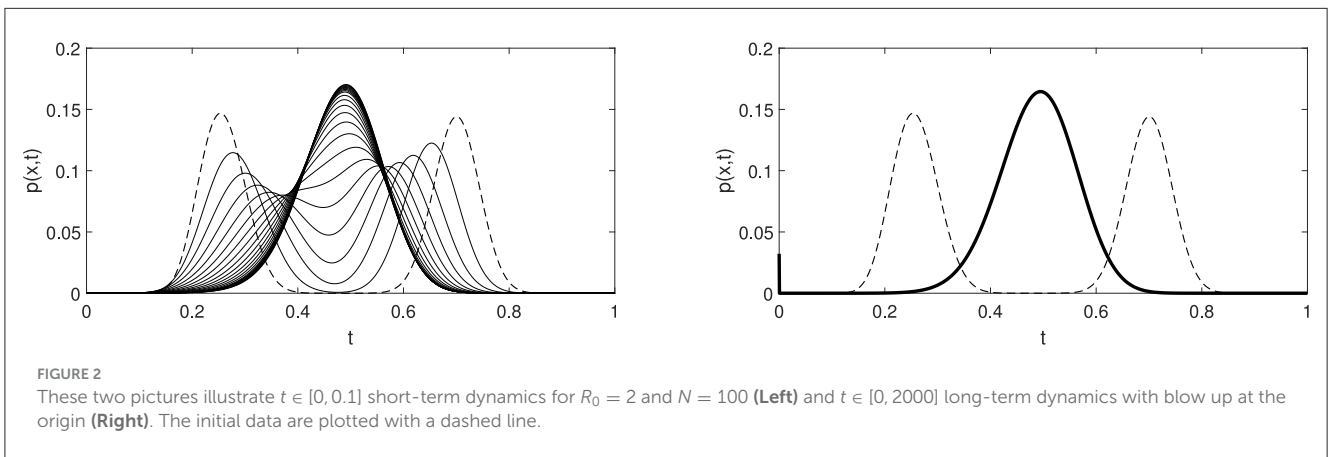 0.2
0.15
0.1
0.05
0
p(x,t)
0 0.2 0.4 0.6 0.8 1
t
0.2
0.15
0.1
0.05
0
p(x,t)
0 0.2 0.4 0.6 0.8 1
t
FIGURE 2
These two pictures illustrate t ∈ [0, 0.1] short-term dynamics for R₀ = 2 and N = 100 (Left) and t ∈ [0, 2000] long-term dynamics with blow up at the
origin (Right). The initial data are plotted with a dashed line.